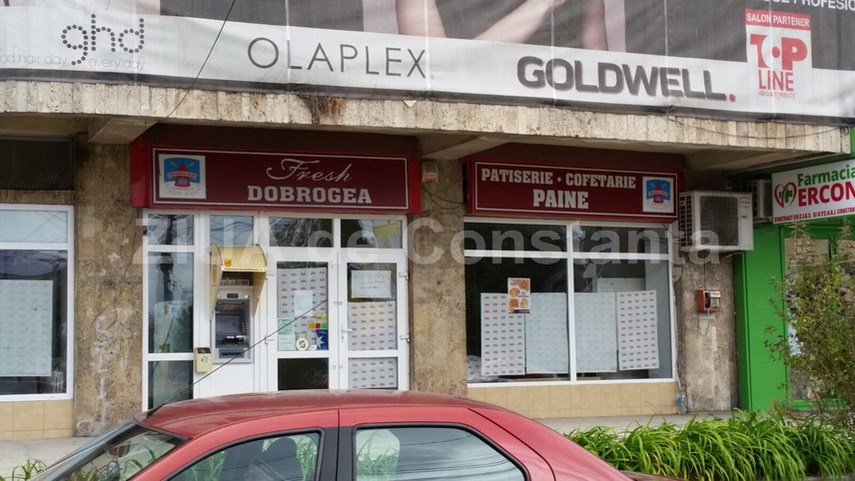 ghd
good hair day, every day
OLAPLEX
GOLDWELL.
SALON PARTENER
TOP
LINE
Fresh
DOBROGEA
PATISERIE • COFETARIE
PAINE
Farmacia
ERCON
ZIUA de Constanta